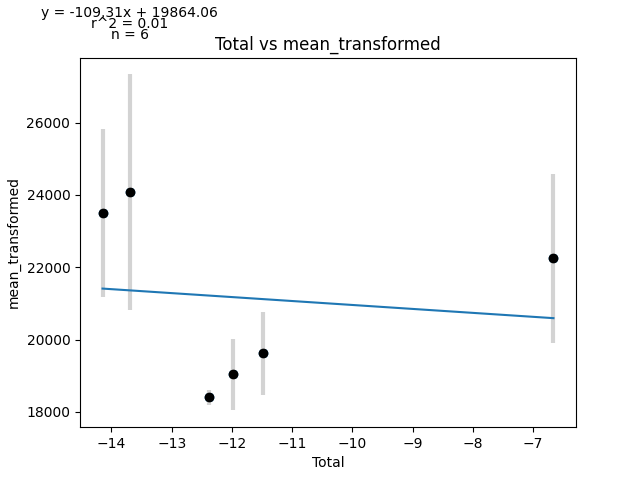 y = -109.31x + 19864.06
r^2 = 0.01
n = 6
Total vs mean_transformed
mean_transformed
26000
24000
22000
20000
18000
−14 −13 −12 −11 −10 −9 −8 −7
Total